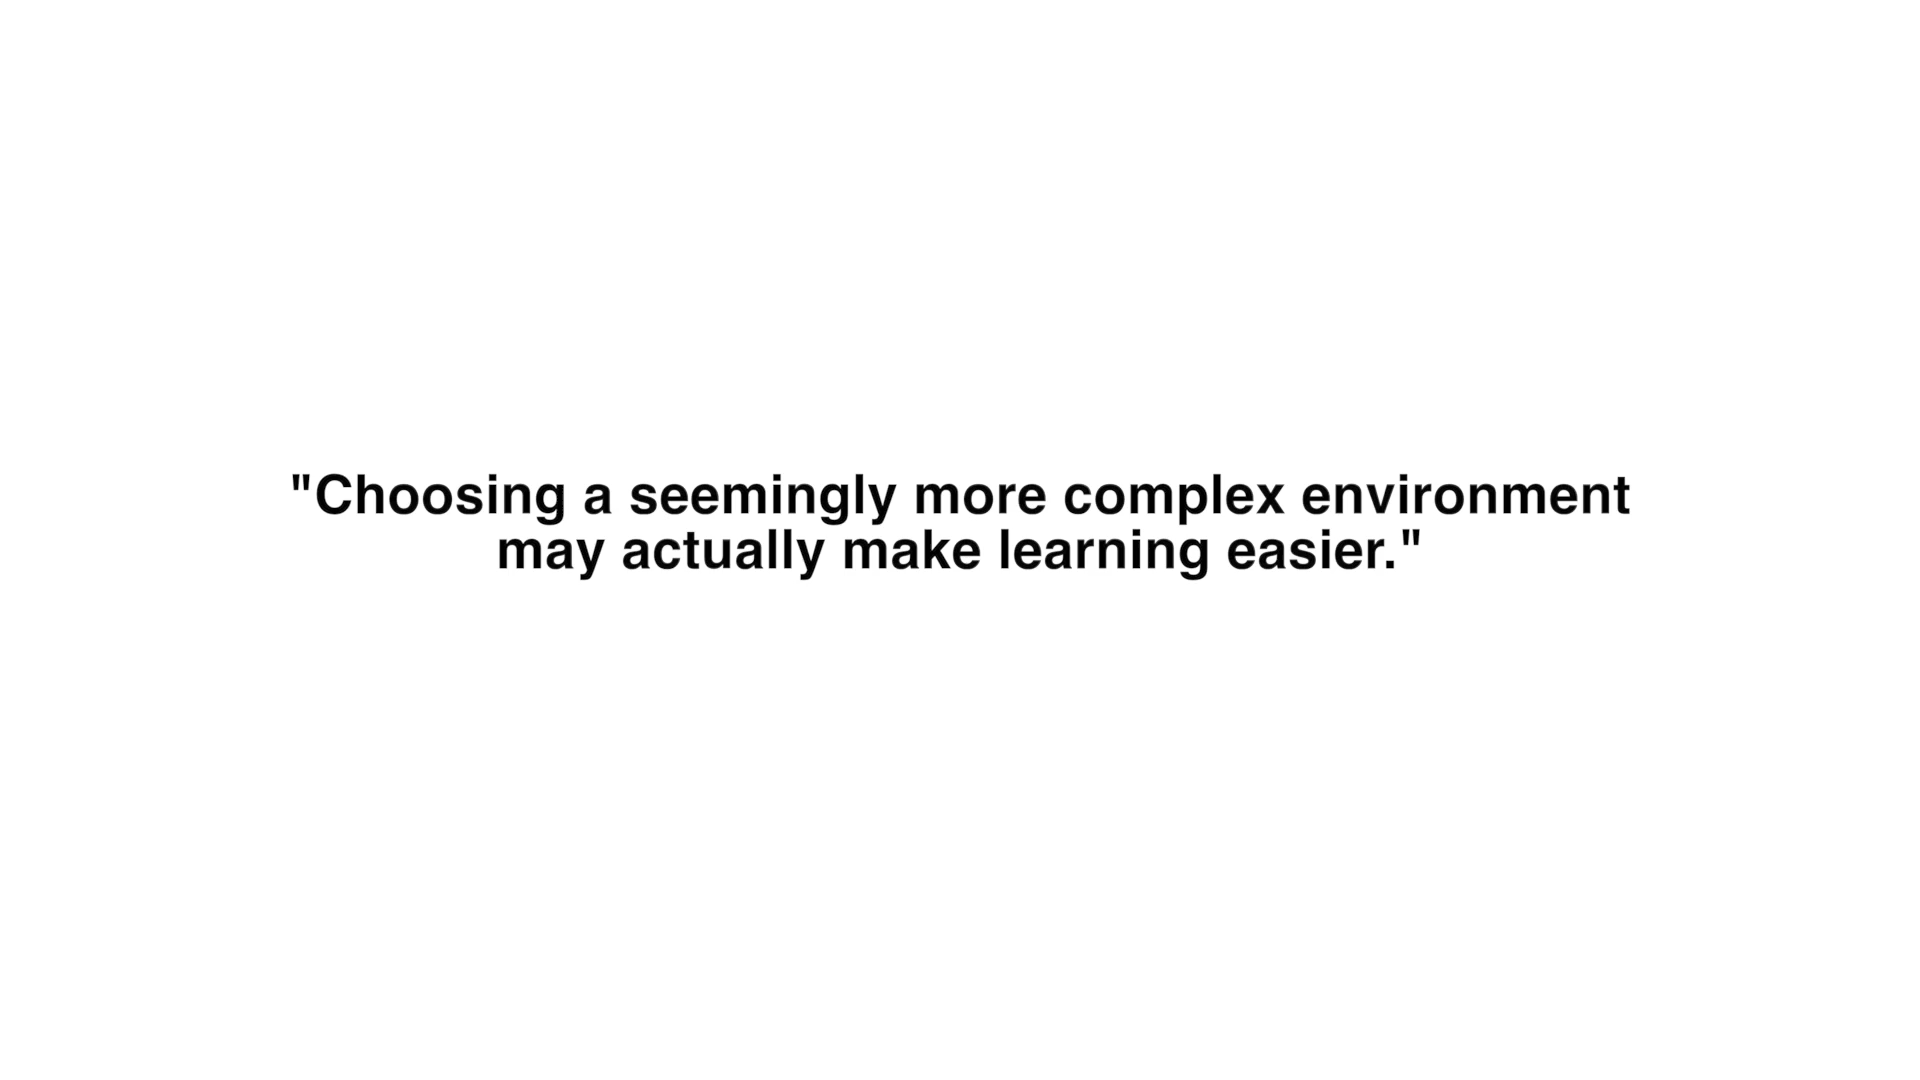 "Choosing a seemingly more complex environment
may actually make learning easier."